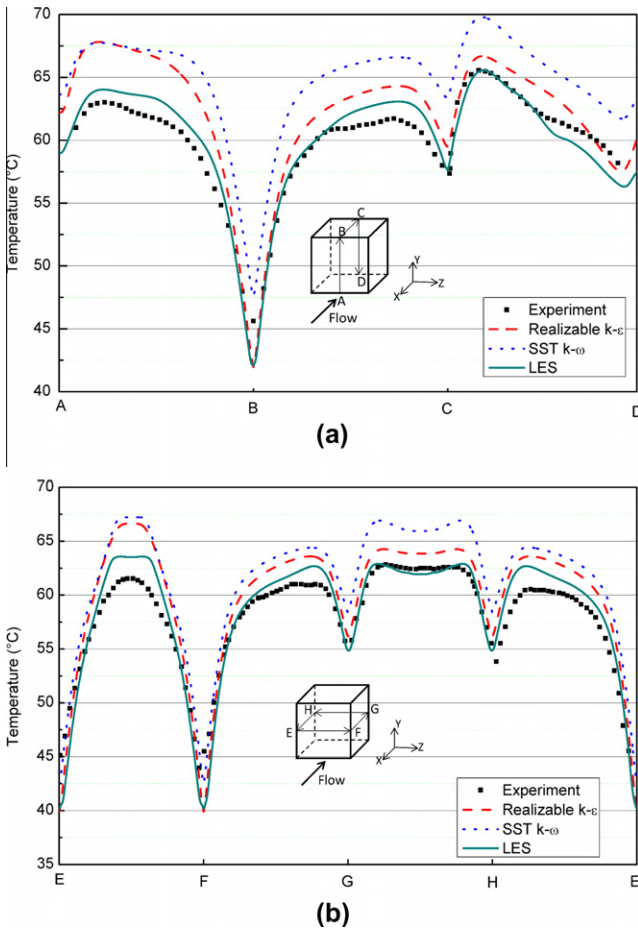 70
65
60
55
50
45
40
Temperature (°C)
A
B
C
D
B
C
D
A
Flow
X
Y
Z
Experiment
Realizable k-ε
SST k-ω
LES
(a)
70
65
60
55
50
45
40
35
Temperature (°C)
E
F
G
H
E
H
G
E
F
Flow
X
Y
Z
Experiment
Realizable k-ε
SST k-ω
LES
(b)